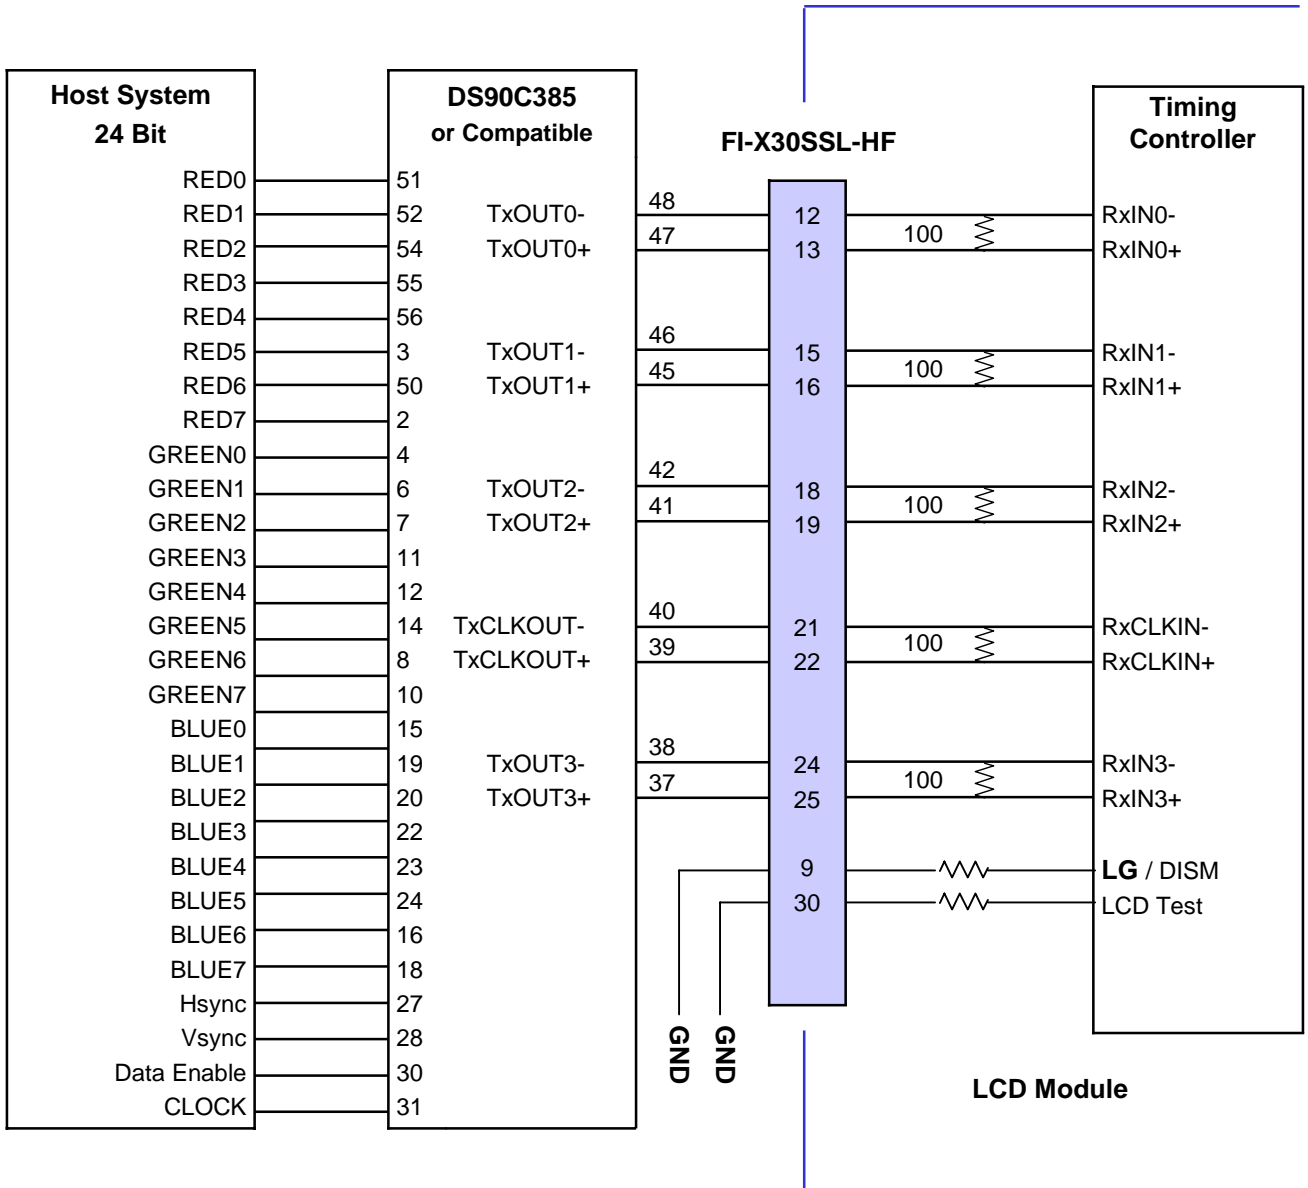 Host System
24 Bit
RED0
RED1
RED2
RED3
RED4
RED5
RED6
RED7
GREEN0
GREEN1
GREEN2
GREEN3
GREEN4
GREEN5
GREEN6
GREEN7
BLUE0
BLUE1
BLUE2
BLUE3
BLUE4
BLUE5
BLUE6
BLUE7
Hsync
Vsync
Data Enable
CLOCK
DS90C385
or Compatible
51
52
54
55
56
3
50
2
4
6
7
11
12
14
8
10
15
19
20
22
23
24
16
18
27
28
30
31
TxOUT0-
TxOUT0+
TxOUT1-
TxOUT1+
TxOUT2-
TxOUT2+
TxCLKOUT-
TxCLKOUT+
TxOUT3-
TxOUT3+
48
47
46
45
42
41
40
39
38
37
GND
GND
FI-X30SSL-HF
12
13
15
16
18
19
21
22
24
25
9
30
100
100
100
100
100
Timing
Controller
RxIN0-
RxIN0+
RxIN1-
RxIN1+
RxIN2-
RxIN2+
RxCLKIN-
RxCLKIN+
RxIN3-
RxIN3+
LG / DISM
LCD Test
LCD Module